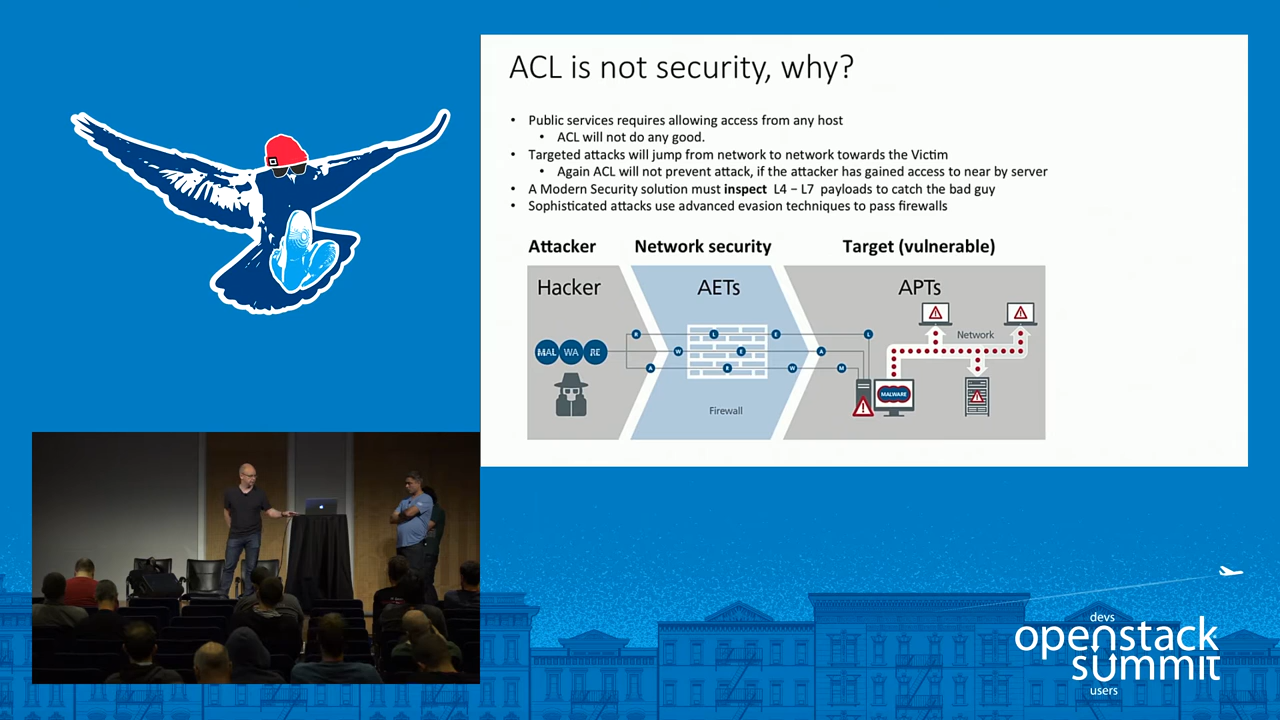 ACL is not security, why?
• Public services requires allowing access from any host
• ACL will not do any good.
• Targeted attacks will jump from network to network towards the Victim
• Again ACL will not prevent attack, if the attacker has gained access to near by server
• A Modern Security solution must inspect L4 – L7 payloads to catch the bad guy
• Sophisticated attacks use advanced evasion techniques to pass firewalls
Attacker Network security Target (vulnerable)
Hacker AETs APTs
R L E L
Network
MAL WA RE
W E A
A R W M
MALWARE
Firewall
devs
openstack
summit
users